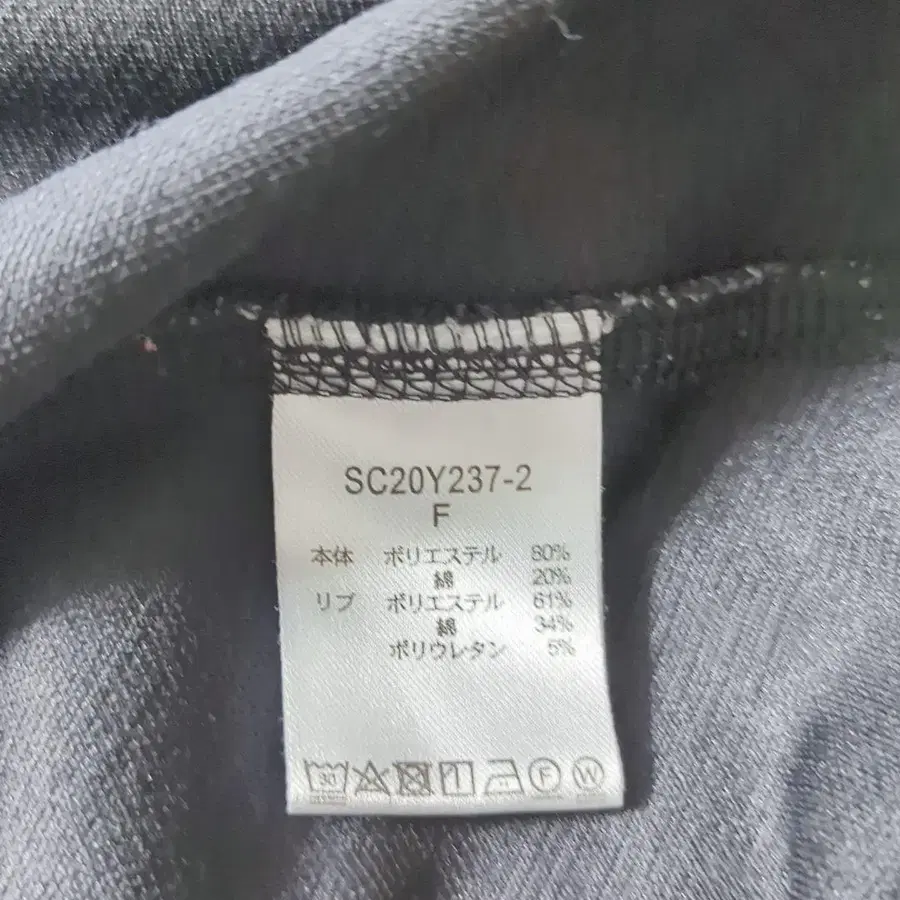 SC20Y237-2
F
本体 ポリエステル 80%
綿 20%
リブ ポリエステル 61%
綿 34%
ポリウレタン 5%
30
F W